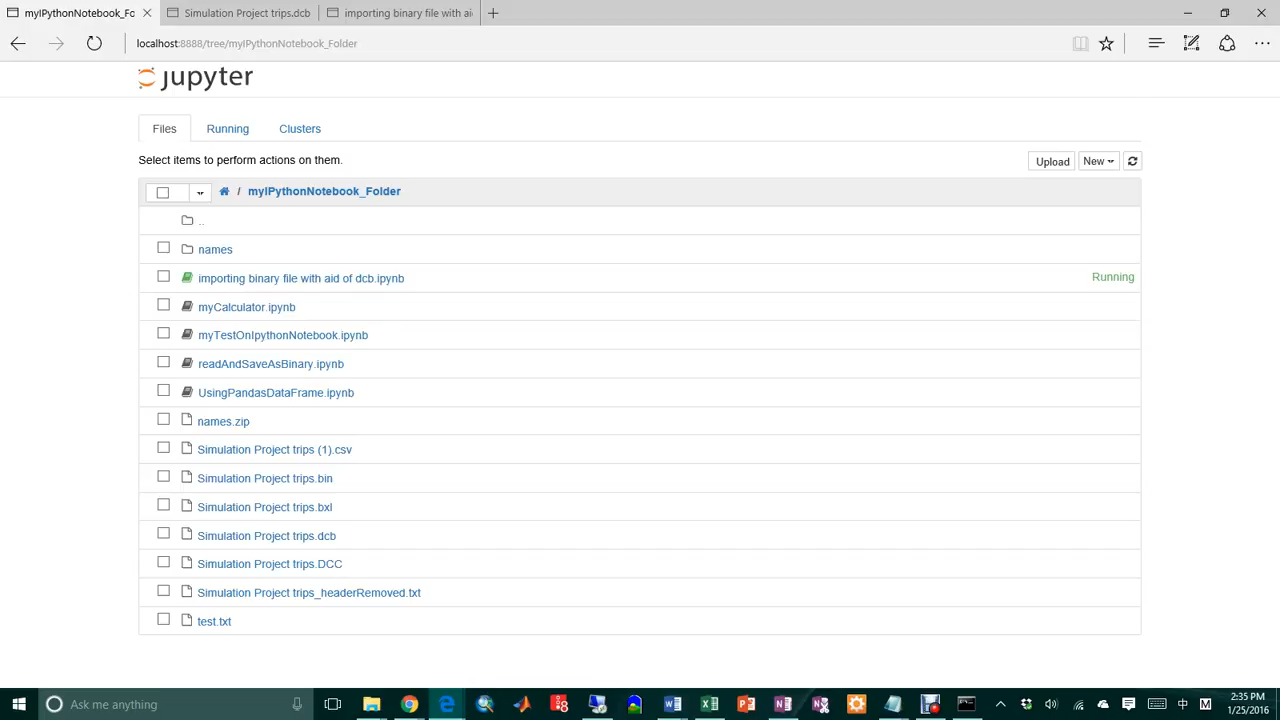 myIPythonNotebook_F
Simulation Project trips.dcb
importing binary file with ai
localhost:8888/tree/myIPythonNotebook_Folder
jupyter
Files
Running
Clusters
Select items to perform actions on them.
Upload
New
/ myIPythonNotebook_Folder
..
names
importing binary file with aid of dcb.ipynb
Running
myCalculator.ipynb
myTestOnIpythonNotebook.ipynb
readAndSaveAsBinary.ipynb
UsingPandasDataFrame.ipynb
names.zip
Simulation Project trips (1).csv
Simulation Project trips.bin
Simulation Project trips.bxl
Simulation Project trips.dcb
Simulation Project trips.DCC
Simulation Project trips_headerRemoved.txt
test.txt
Ask me anything
中
M
2:35 PM
1/25/2016